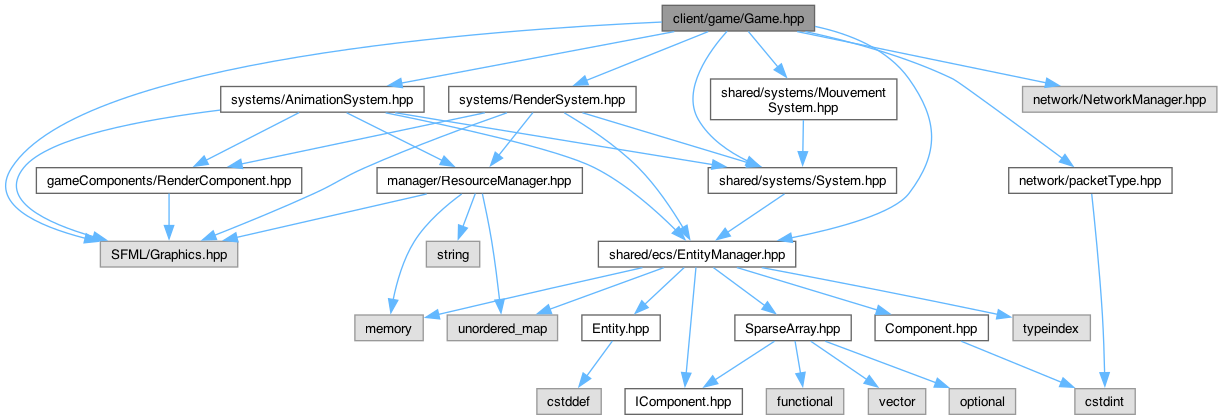 client/game/Game.hpp
systems/AnimationSystem.hpp
systems/RenderSystem.hpp
shared/systems/Mouvement
System.hpp
network/NetworkManager.hpp
gameComponents/RenderComponent.hpp
manager/ResourceManager.hpp
shared/systems/System.hpp
network/packetType.hpp
SFML/Graphics.hpp
string
shared/ecs/EntityManager.hpp
memory
unordered_map
Entity.hpp
SparseArray.hpp
Component.hpp
typeindex
cstddef
IComponent.hpp
functional
vector
optional
cstdint